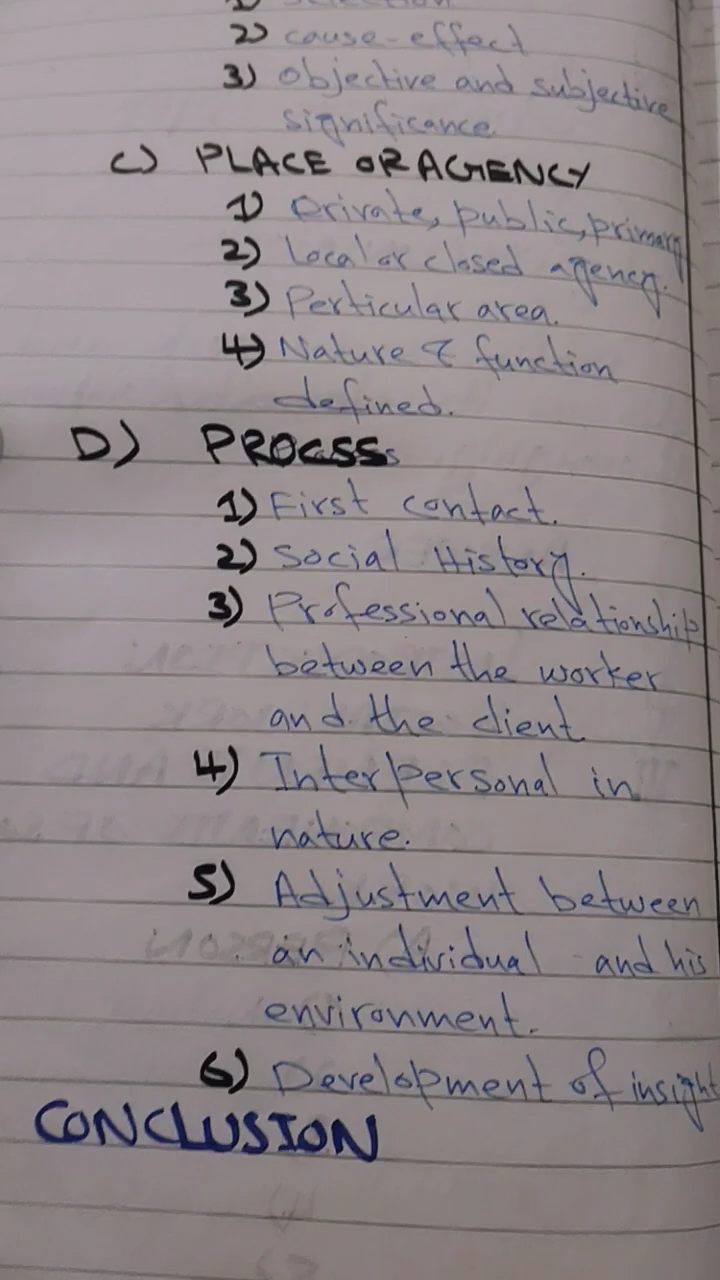 2) cause-effect
3) Objective and subjective
significance.
C) PLACE OR AGENCY
1) Private, public, primary
2) Local or closed agency.
3) Perticular area.
4) Nature & function
defined.
D) PROCSSs
1) First contact.
2) Social History.
3) Professional relationship
between the worker
and the client
4) Interpersonal in
nature.
5) Adjustment between
an individual and his
environment.
6) Development of insight
CONCLUSION